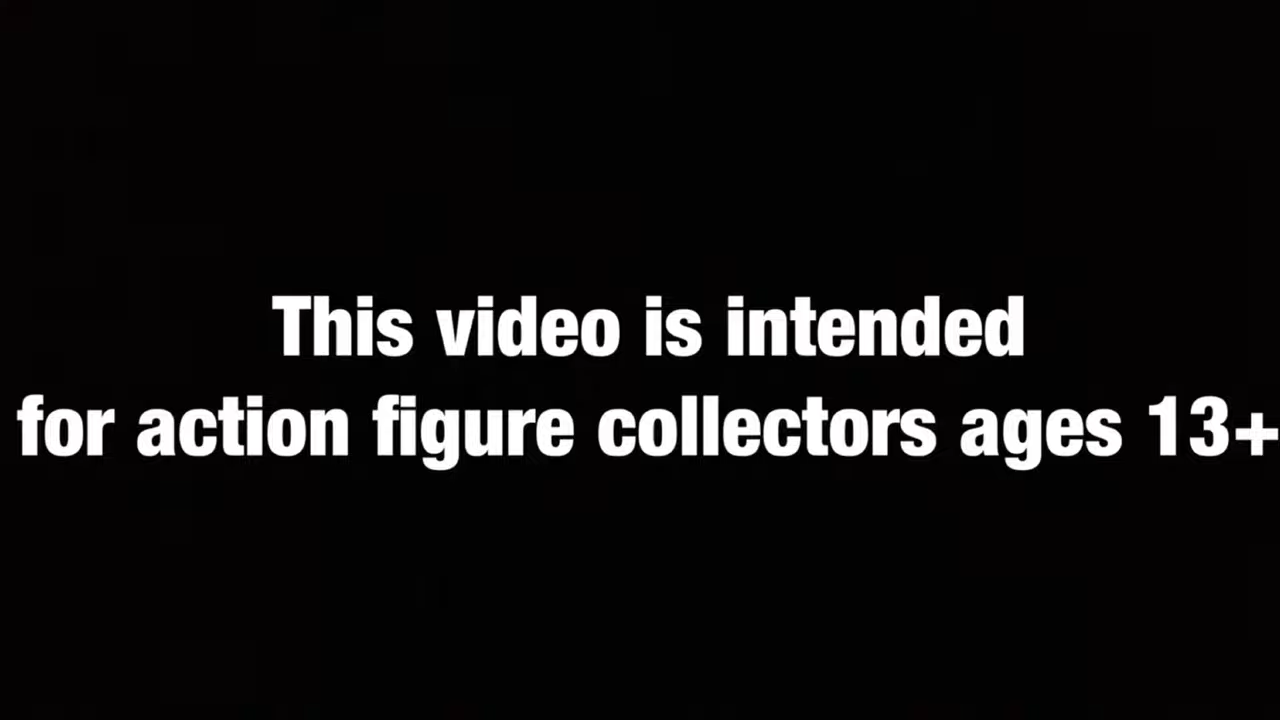 This video is intended
for action figure collectors ages 13+